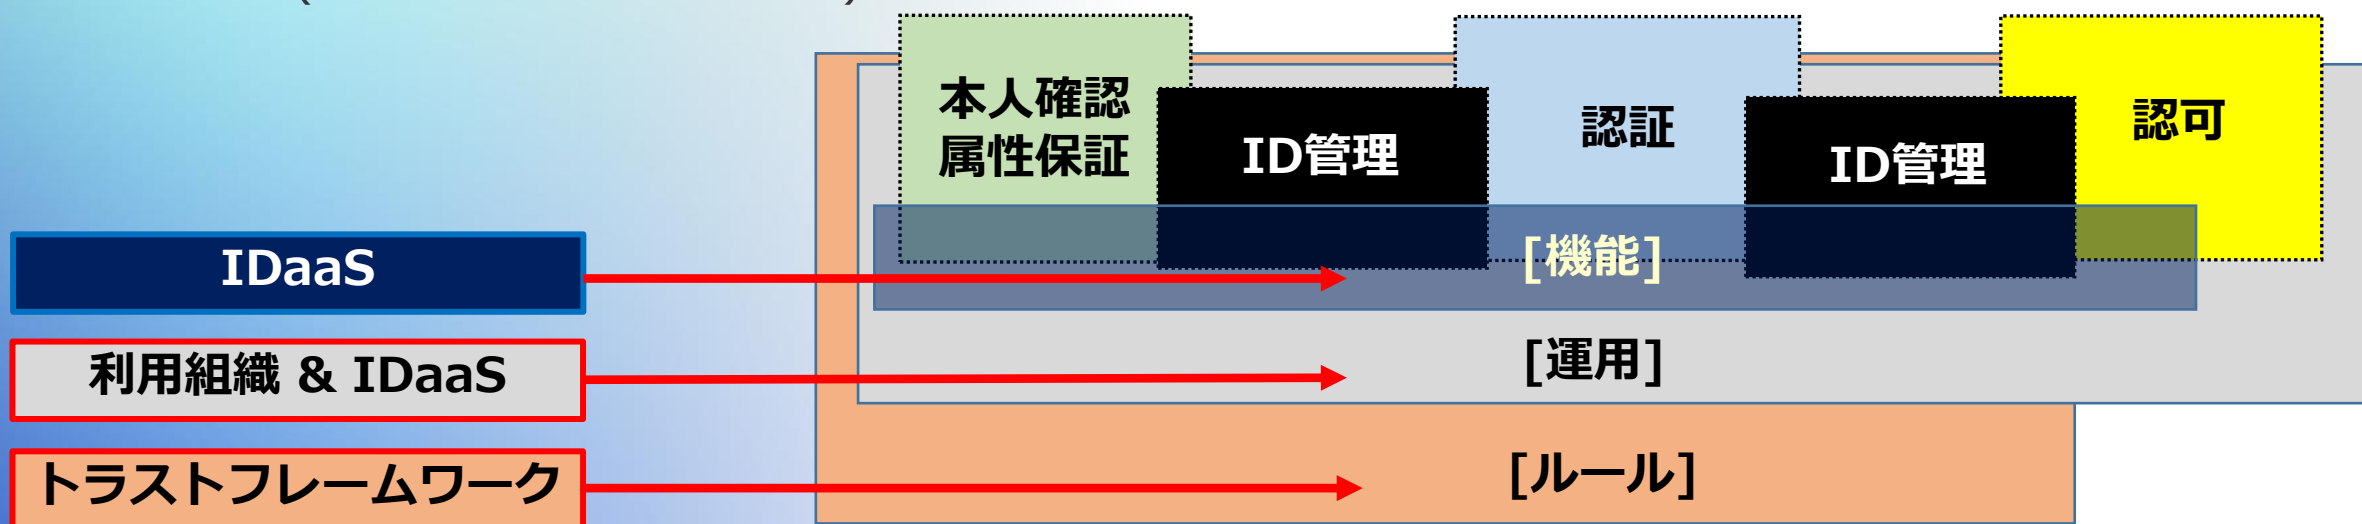 本人確認
属性保証
ID管理
認証
ID管理
認可
IDaaS
[機能]
利用組織 & IDaaS
[運用]
トラストフレームワーク
[ルール]